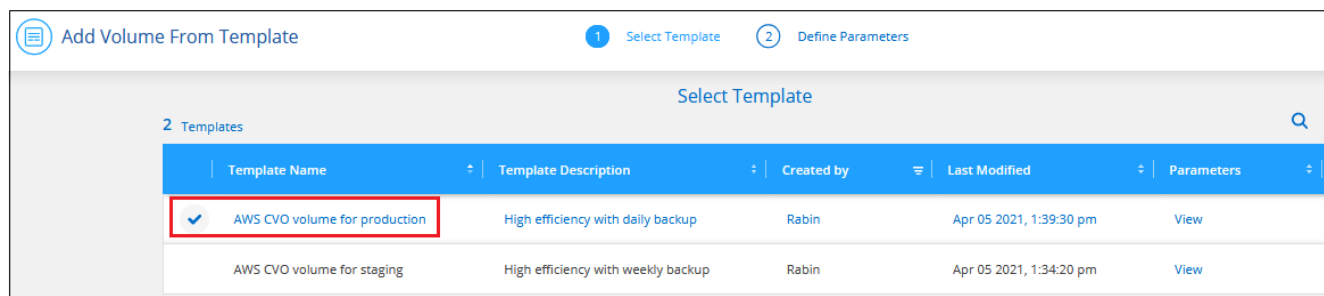 Add Volume From Template
1 Select Template 2 Define Parameters
Select Template
2 Templates
Template Name Template Description Created by Last Modified Parameters
AWS CVO volume for production High efficiency with daily backup Rabin Apr 05 2021, 1:39:30 pm View
AWS CVO volume for staging High efficiency with weekly backup Rabin Apr 05 2021, 1:34:20 pm View